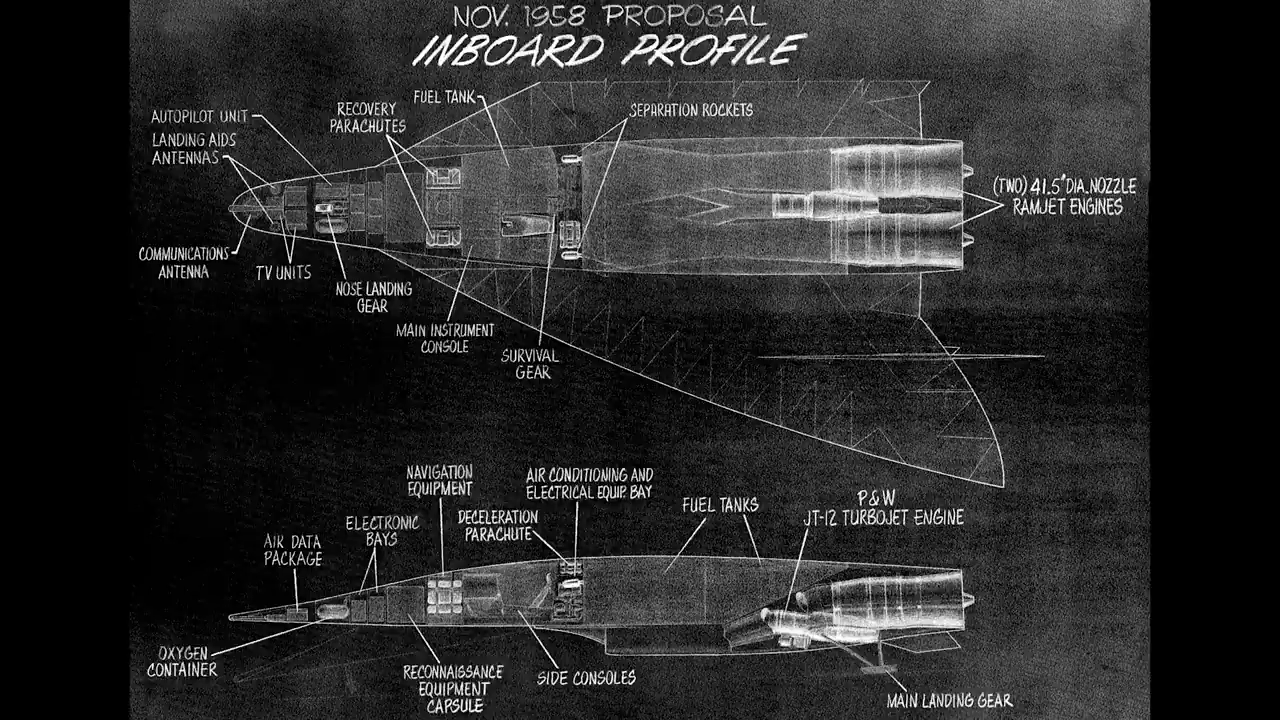 NOV. 1958 PROPOSAL
INBOARD PROFILE
AUTOPILOT UNIT
LANDING AIDS
ANTENNAS
RECOVERY
PARACHUTES
FUEL TANK
SEPARATION ROCKETS
(TWO) 41.5" DIA. NOZZLE
RAMJET ENGINES
COMMUNICATIONS
ANTENNA
TV UNITS
NOSE LANDING
GEAR
MAIN INSTRUMENT
CONSOLE
SURVIVAL
GEAR
NAVIGATION
EQUIPMENT
AIR CONDITIONING AND
ELECTRICAL EQUIP. BAY
FUEL TANKS
P&W
JT-12 TURBOJET ENGINE
ELECTRONIC
BAYS
DECELERATION
PARACHUTE
AIR DATA
PACKAGE
OXYGEN
CONTAINER
RECONNAISSANCE
EQUIPMENT
CAPSULE
SIDE CONSOLES
MAIN LANDING GEAR